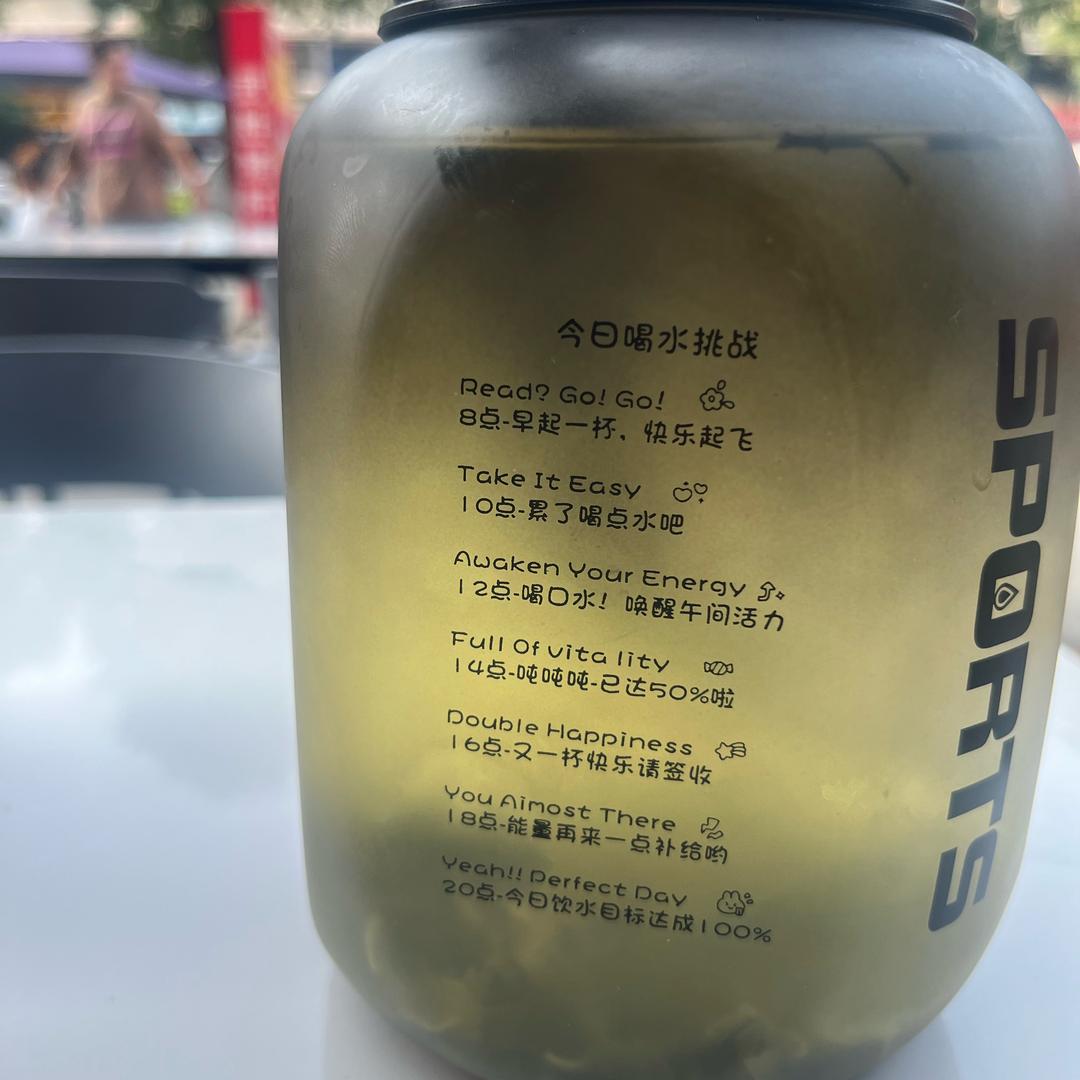 今日喝水挑战
Read? Go! Go!
8点-早起一杯，快乐起飞
Take It Easy
10点-累了喝点水吧
Awaken Your Energy
12点-喝口水！唤醒午间活力
Full Of vita lity
14点-吨吨吨-已达50%啦
Double Happiness
16点-又一杯快乐请签收
You Aimost There
18点-能量再来一点补给哟
Yeah!! Perfect Day
20点-今日饮水目标达成100%
SPORTS